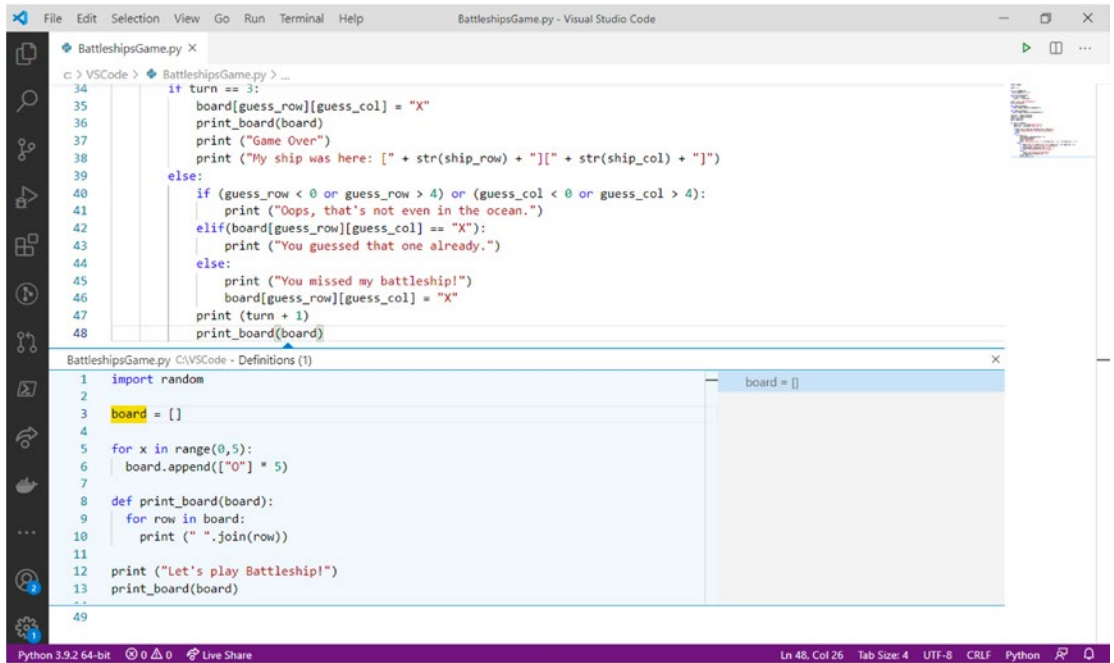 File Edit Selection View Go Run Terminal Help BattleshipsGame.py - Visual Studio Code
BattleshipsGame.py
c: > VSCode > BattleshipsGame.py > ...
34 if turn == 3:
35 board[guess_row][guess_col] = "X"
36 print_board(board)
37 print ("Game Over")
38 print ("My ship was here: [" + str(ship_row) + "][" + str(ship_col) + "]")
39 else:
40 if (guess_row < 0 or guess_row > 4) or (guess_col < 0 or guess_col > 4):
41 print ("Oops, that's not even in the ocean.")
42 elif(board[guess_row][guess_col] == "X"):
43 print ("You guessed that one already.")
44 else:
45 print ("You missed my battleship!")
46 board[guess_row][guess_col] = "X"
47 print (turn + 1)
48 print_board(board)
BattleshipsGame.py C:\VSCode - Definitions (1)
1 import random
2
3 board = []
4
5 for x in range(0,5):
6 board.append(["O"] * 5)
7
8 def print_board(board):
9 for row in board:
10 print (" ".join(row))
11
12 print ("Let's play Battleship!")
13 print_board(board)
board = []
49
2
1
Python 3.9.2 64-bit 0 0 Live Share Ln 48, Col 26 Tab Size: 4 UTF-8 CRLF Python